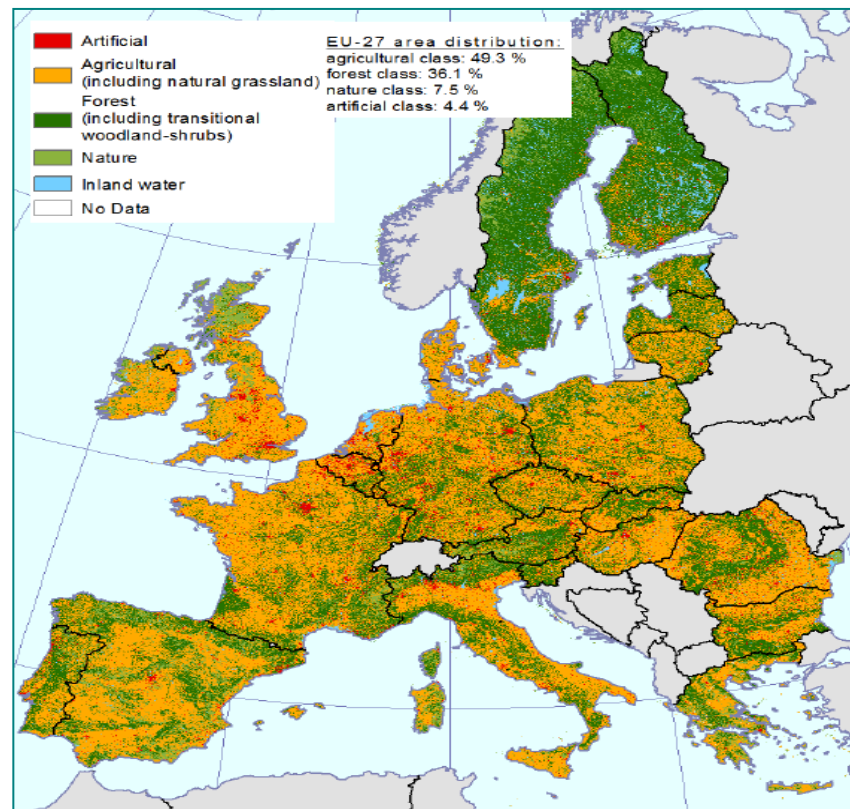 Artificial
Agricultural
(including natural grassland)
Forest
(including transitional
woodland-shrubs)
Nature
Inland water
No Data
EU-27 area distribution:
agricultural class: 49.3 %
forest class: 36.1 %
nature class: 7.5 %
artificial class: 4.4 %